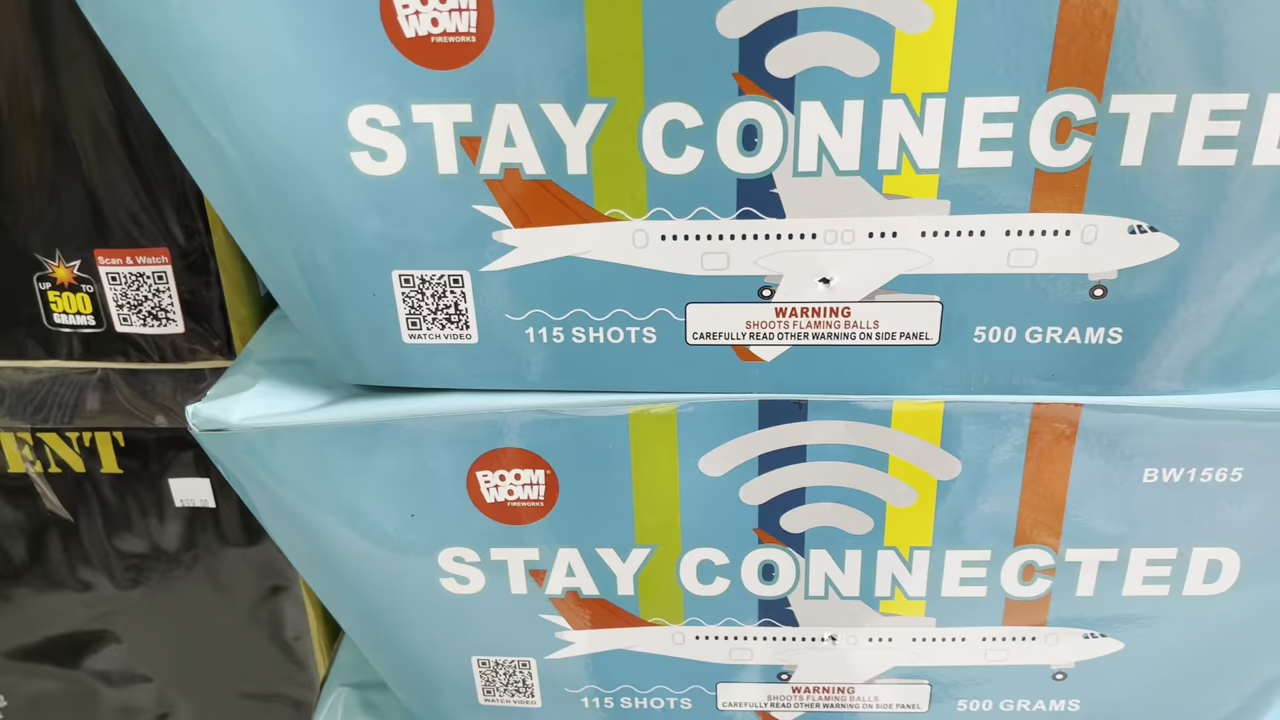 BOOM
WOW!
FIREWORKS
STAY CONNECTE
Scan & Watch
UP TO
500
GRAMS
WATCH VIDEO
115 SHOTS
WARNING
SHOOTS FLAMING BALLS
CAREFULLY READ OTHER WARNING ON SIDE PANEL.
500 GRAMS
ENT
BOOM
WOW!
FIREWORKS
BW1565
STAY CONNECTED
WATCH VIDEO
115 SHOTS
WARNING
SHOOTS FLAMING BALLS
CAREFULLY READ OTHER WARNING ON SIDE PANEL
500 GRAMS